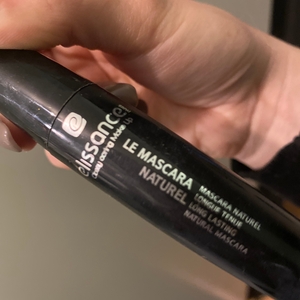 elissance
LE MASCARA
NATUREL
MASCARA NATUREL
LONGUE TENUE
LONG LASTING
NATURAL MASCARA